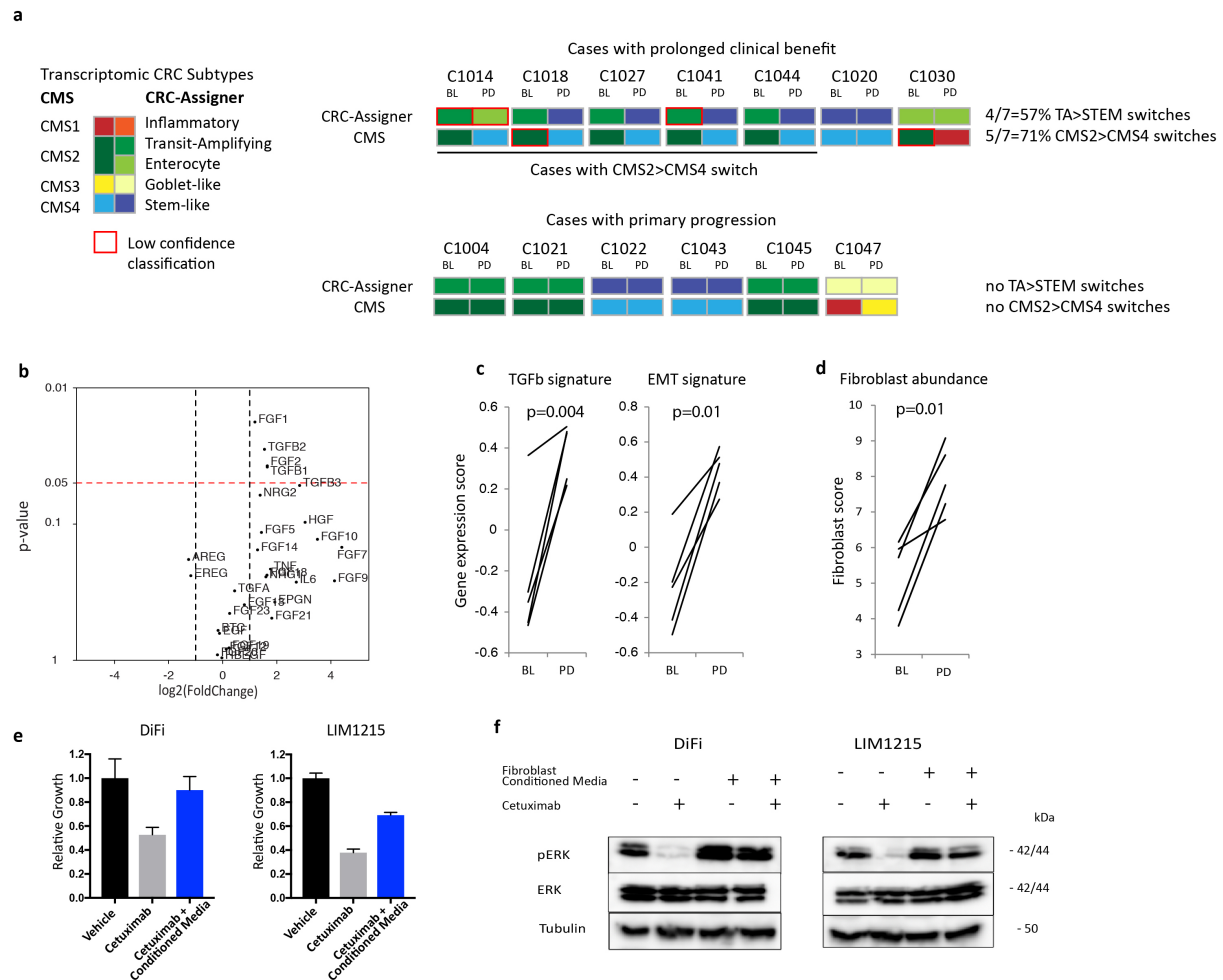 a
Transcriptomic CRC Subtypes
CMS CRC-Assigner
CMS1 Inflammatory
CMS2 Transit-Amplifying
Enterocyte
CMS3 Goblet-like
CMS4 Stem-like
Low confidence
classification
Cases with prolonged clinical benefit
C1014 C1018 C1027 C1041 C1044 C1020 C1030
BL PD BL PD BL PD BL PD BL PD BL PD BL PD
CRC-Assigner 4/7=57% TA>STEM switches
CMS 5/7=71% CMS2>CMS4 switches
Cases with CMS2>CMS4 switch
Cases with primary progression
C1004 C1021 C1022 C1043 C1045 C1047
BL PD BL PD BL PD BL PD BL PD BL PD
CRC-Assigner no TA>STEM switches
CMS no CMS2>CMS4 switches
b
0.01
FGF1
TGFB2
FGF2
TGFB1
0.05
TGFB3
NRG2
0.1
HGF
FGF5
FGF10
FGF14
FGF7
AREG
TNF
EREG
IL6
FGF9
TGFA
EPGN
FGF23
FGF21
BTC
EGF
HBEGF
1
-4 -2 0 2 4
log2(FoldChange)
p-value
c
TGFb signature
p=0.004
Gene expression score
0.6
0.4
0.2
0
-0.2
-0.4
-0.6
BL PD
EMT signature
p=0.01
0.8
0.6
0.4
0.2
0
-0.2
-0.4
-0.6
BL PD
d
Fibroblast abundance
p=0.01
Fibroblast score
10
9
8
7
6
5
4
3
BL PD
e
DiFi
Relative Growth
1.2
1.0
0.8
0.6
0.4
0.2
0.0
Vehicle
Cetuximab
Cetuximab +
Conditioned Media
LIM1215
Relative Growth
1.2
1.0
0.8
0.6
0.4
0.2
0.0
Vehicle
Cetuximab
Cetuximab +
Conditioned Media
f
DiFi LIM1215
Fibroblast
Conditioned Media - - + + - - + +
Cetuximab - + - + - + - +
kDa
pERK - 42/44
ERK - 42/44
Tubulin - 50